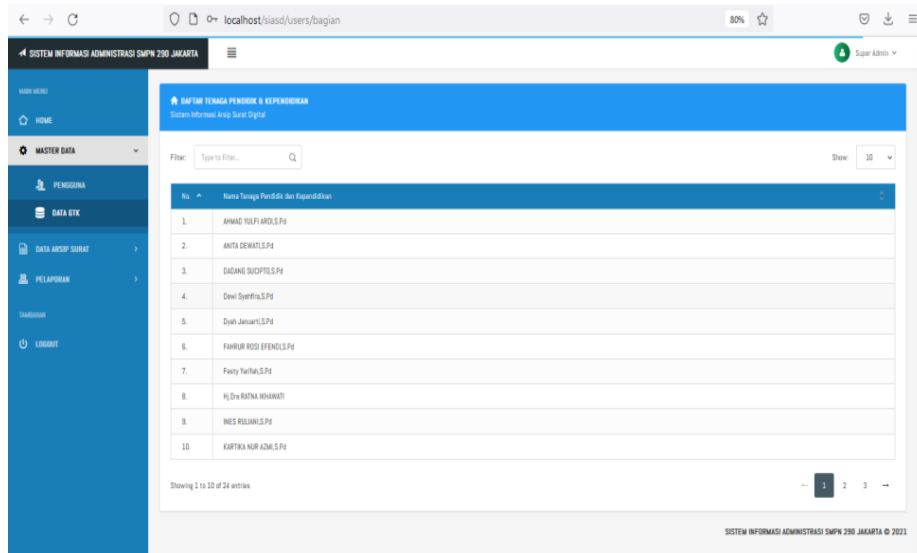 localhost/siasd/users/bagian
80%
SISTEM INFORMASI ADMINISTRASI SMPN 290 JAKARTA
Super Admin
MAIN MENU
HOME
MASTER DATA
PENGGUNA
DATA GTK
DATA ARSIP SURAT
PELAPORAN
TAMBAHAN
LOGOUT
DAFTAR TENAGA PENDIDIK & KEPENDIDIKAN
Sistem Informasi Arsip Surat Digital
Filter: Type to filter...
Show: 10
No. Nama Tenaga Pendidik dan Kependidikan
1. AHMAD YULFI ARDI,S.Pd
2. ANITA DEWATI,S.Pd
3. DADANG SUCIPTO,S.Pd
4. Dewi Syahfira,S.Pd
5. Dyah Januarti,S.Pd
6. FAHRUR ROSI EFENDI,S.Pd
7. Festy Yarifah,S.Pd
8. Hj.Dra RATNA IKHAWATI
9. INES RULIANI,S.Pd
10. KARTIKA NUR AZMI,S.Pd
Showing 1 to 10 of 24 entries
← 1 2 3 →
SISTEM INFORMASI ADMINISTRASI SMPN 290 JAKARTA © 2021